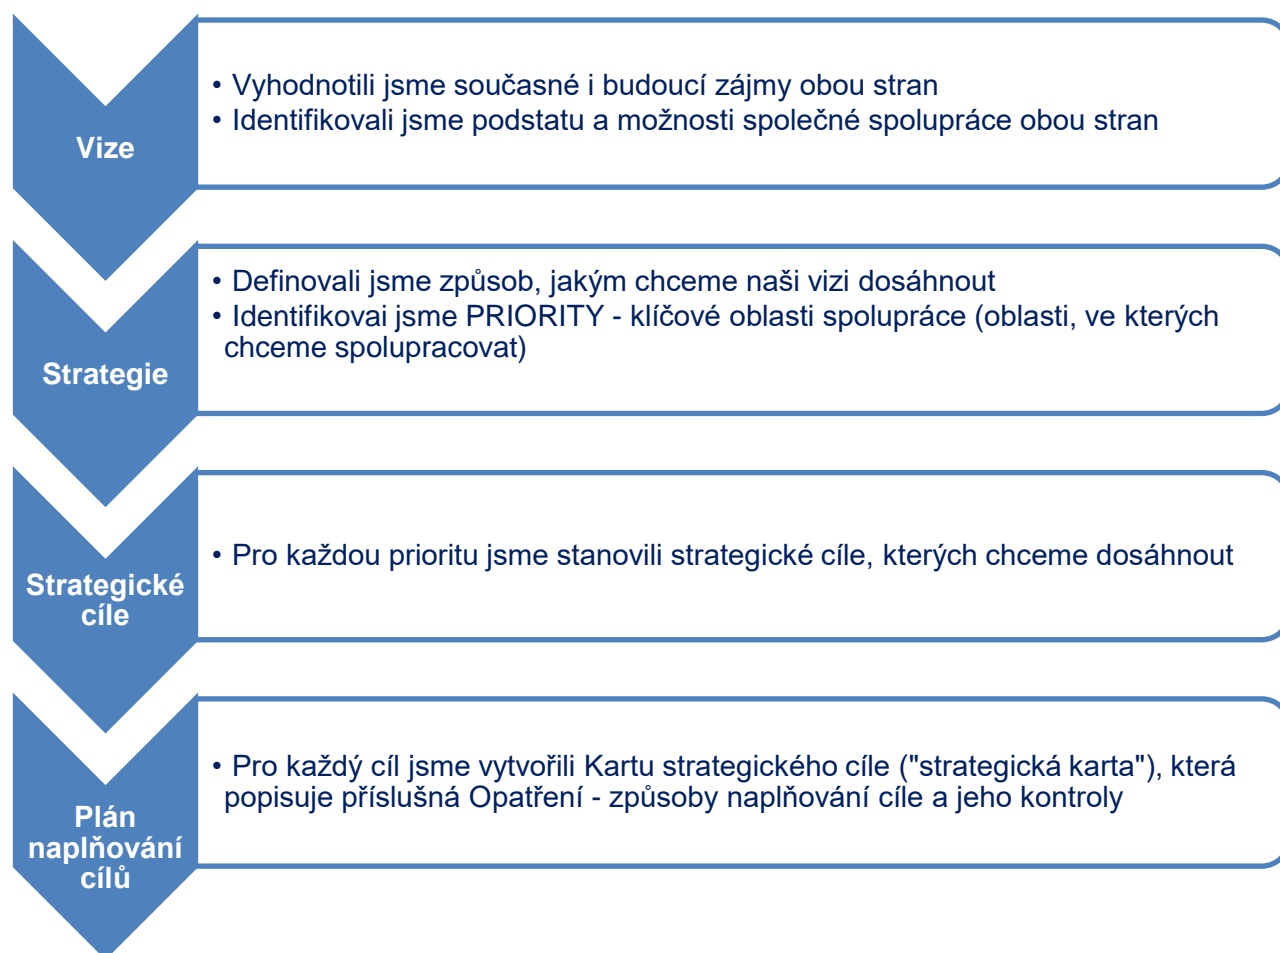 Vize
• Vyhodnotili jsme současné i budoucí zájmy obou stran
• Identifikovali jsme podstatu a možnosti společné spolupráce obou stran
Strategie
• Definovali jsme způsob, jakým chceme naši vizi dosáhnout
• Identifikovai jsme PRIORITY - klíčové oblasti spolupráce (oblasti, ve kterých
chceme spolupracovat)
Strategické
cíle
• Pro každou prioritu jsme stanovili strategické cíle, kterých chceme dosáhnout
Plán
naplňování
cílů
• Pro každý cíl jsme vytvořili Kartu strategického cíle ("strategická karta"), která
popisuje příslušná Opatření - způsoby naplňování cíle a jeho kontroly